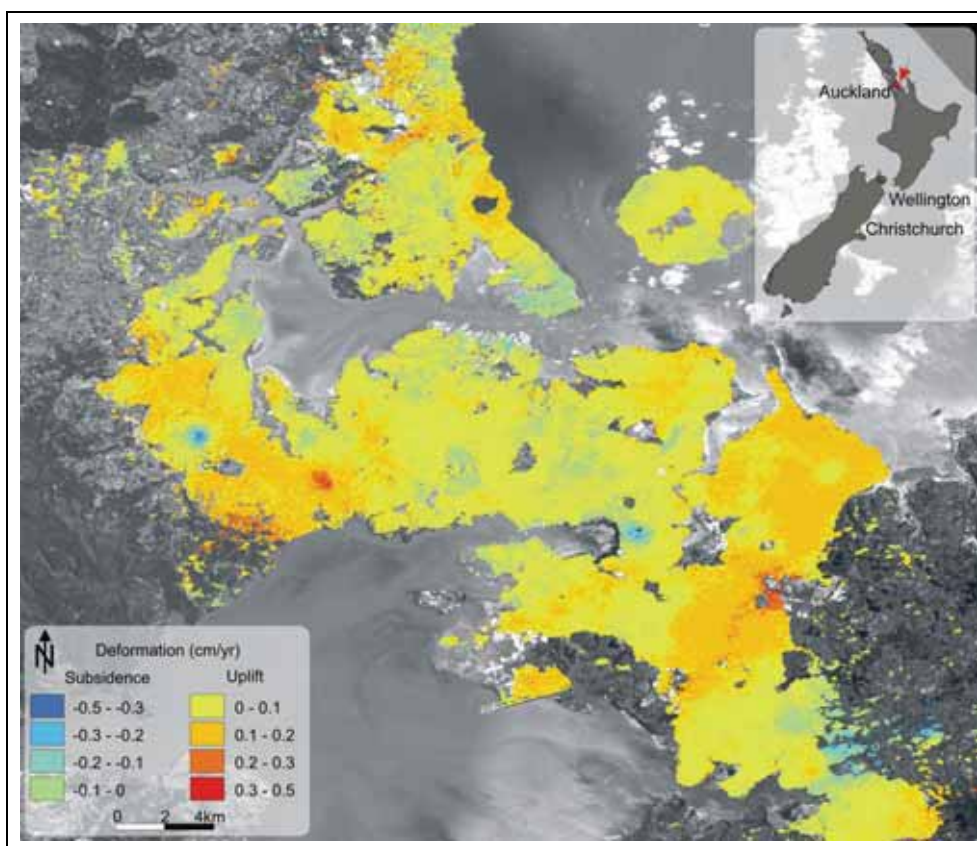 Auckland
Wellington
Christchurch
N
Deformation (cm/yr)
Subsidence Uplift
-0.5 - -0.3 0 - 0.1
-0.3 - -0.2 0.1 - 0.2
-0.2 - -0.1 0.2 - 0.3
-0.1 - 0 0.3 - 0.5
0 2 4km